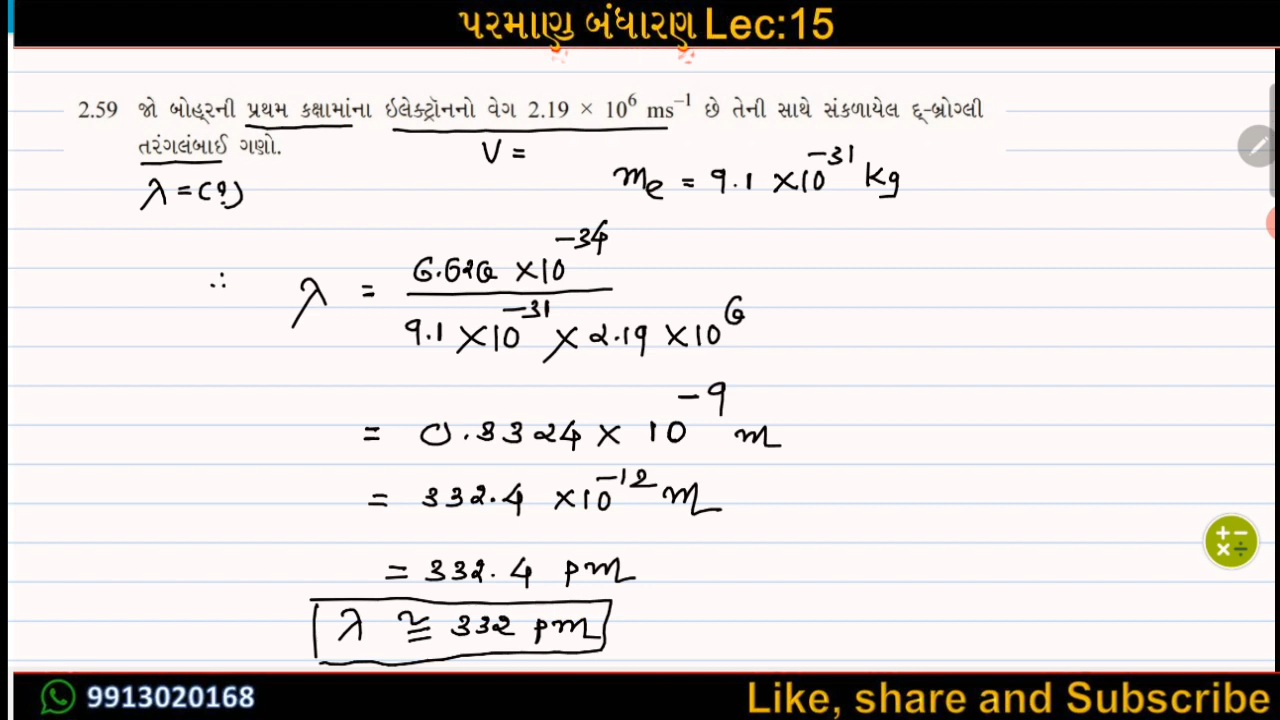 પરમાણુ બંધારણ Lec:15
2.59 જો બોહ્‌રની પ્રથમ કક્ષામાંના ઇલેક્ટ્રૉનનો વેગ 2.19 × 10⁶ ms⁻¹ છે તેની સાથે સંકળાયેલ દ્-બ્રોગ્લી
તરંગલંબાઈ ગણો.
V =
λ = (?)
mₑ = 9.1 × 10⁻³¹ kg
∴ λ = 6.626 × 10⁻³⁴
9.1 × 10⁻³¹ × 2.19 × 10⁶
= 0.3324 × 10⁻⁹ m
= 332.4 × 10⁻¹² m
= 332.4 pm
λ ≅ 332 pm
9913020168
Like, share and Subscribe